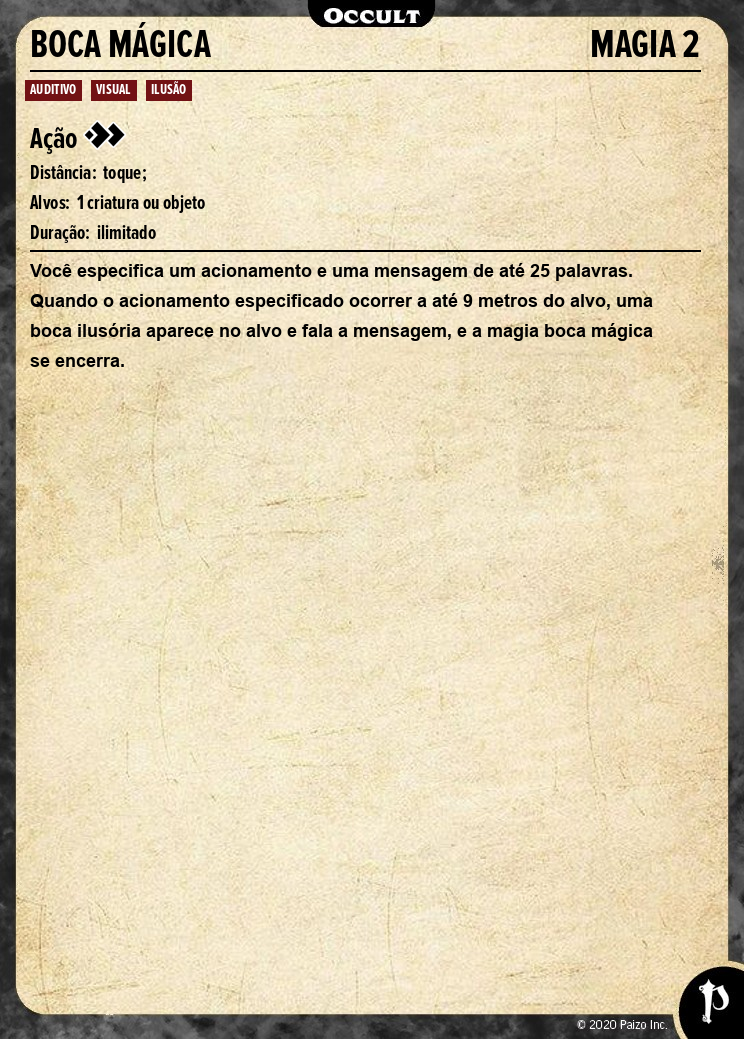 OCCULT
BOCA MÁGICA MAGIA 2
AUDITIVO VISUAL ILUSÃO
Ação
Distância: toque;
Alvos: 1 criatura ou objeto
Duração: ilimitado
Você especifica um acionamento e uma mensagem de até 25 palavras.
Quando o acionamento especificado ocorrer a até 9 metros do alvo, uma
boca ilusória aparece no alvo e fala a mensagem, e a magia boca mágica
se encerra.
© 2020 Paizo Inc.
P